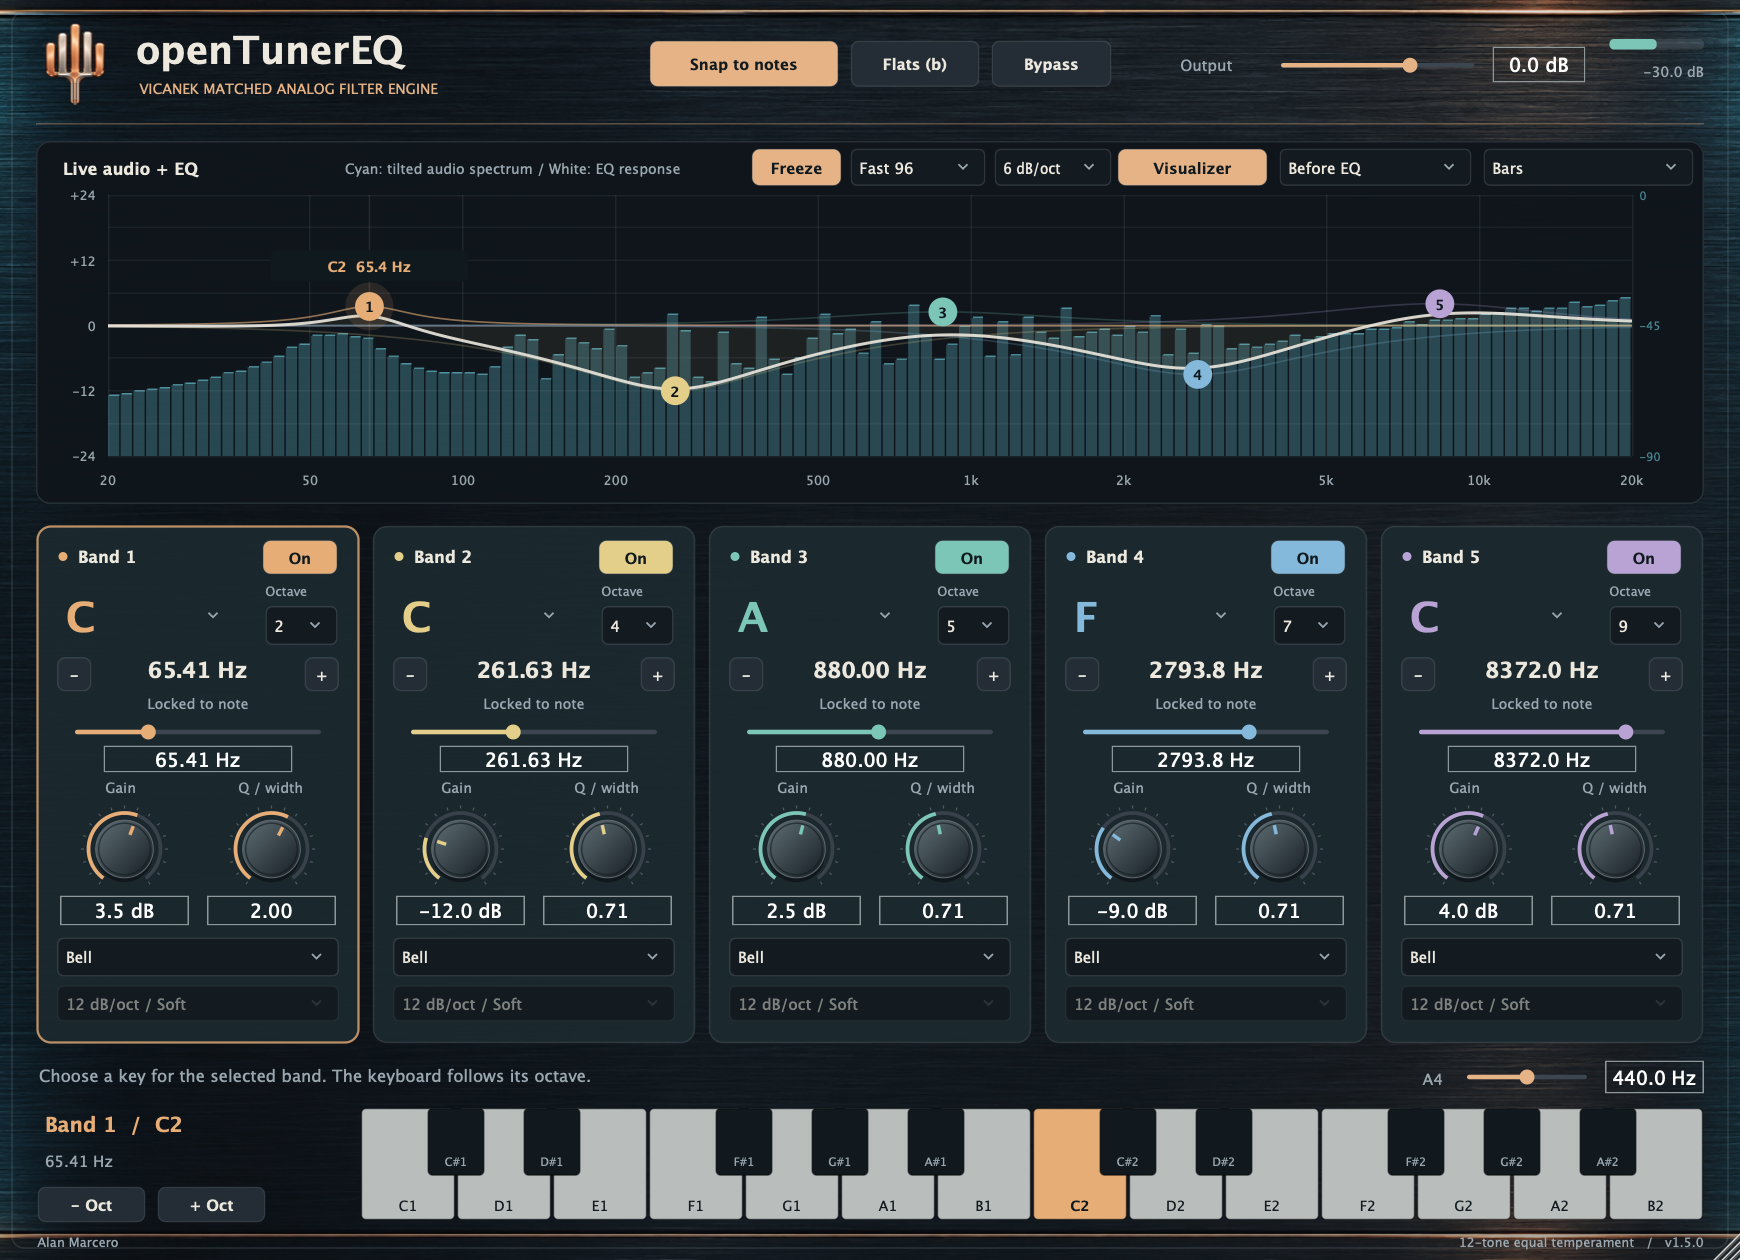 openTunerEQ
VICANEK MATCHED ANALOG FILTER ENGINE
Snap to notes
Flats (b)
Bypass
Output
0.0 dB
-30.0 dB
Live audio + EQ
Cyan: tilted audio spectrum / White: EQ response
Freeze
Fast 96
6 dB/oct
Visualizer
Before EQ
Bars
+24
0
+12
C2 65.4 Hz
1
3
5
0
-45
4
-12
2
-24
-90
20
50
100
200
500
1k
2k
5k
10k
20k
Band 1
On
Octave
C
2
-
65.41 Hz
+
Locked to note
65.41 Hz
Gain
Q / width
3.5 dB
2.00
Bell
12 dB/oct / Soft
Band 2
On
Octave
C
4
-
261.63 Hz
+
Locked to note
261.63 Hz
Gain
Q / width
-12.0 dB
0.71
Bell
12 dB/oct / Soft
Band 3
On
Octave
A
5
-
880.00 Hz
+
Locked to note
880.00 Hz
Gain
Q / width
2.5 dB
0.71
Bell
12 dB/oct / Soft
Band 4
On
Octave
F
7
-
2793.8 Hz
+
Locked to note
2793.8 Hz
Gain
Q / width
-9.0 dB
0.71
Bell
12 dB/oct / Soft
Band 5
On
Octave
C
9
-
8372.0 Hz
+
Locked to note
8372.0 Hz
Gain
Q / width
4.0 dB
0.71
Bell
12 dB/oct / Soft
Choose a key for the selected band. The keyboard follows its octave.
A4
440.0 Hz
Band 1 / C2
65.41 Hz
- Oct
+ Oct
C#1
D#1
F#1
G#1
A#1
C#2
D#2
F#2
G#2
A#2
C1
D1
E1
F1
G1
A1
B1
C2
D2
E2
F2
G2
A2
B2
Alan Marcero
12-tone equal temperament / v1.5.0